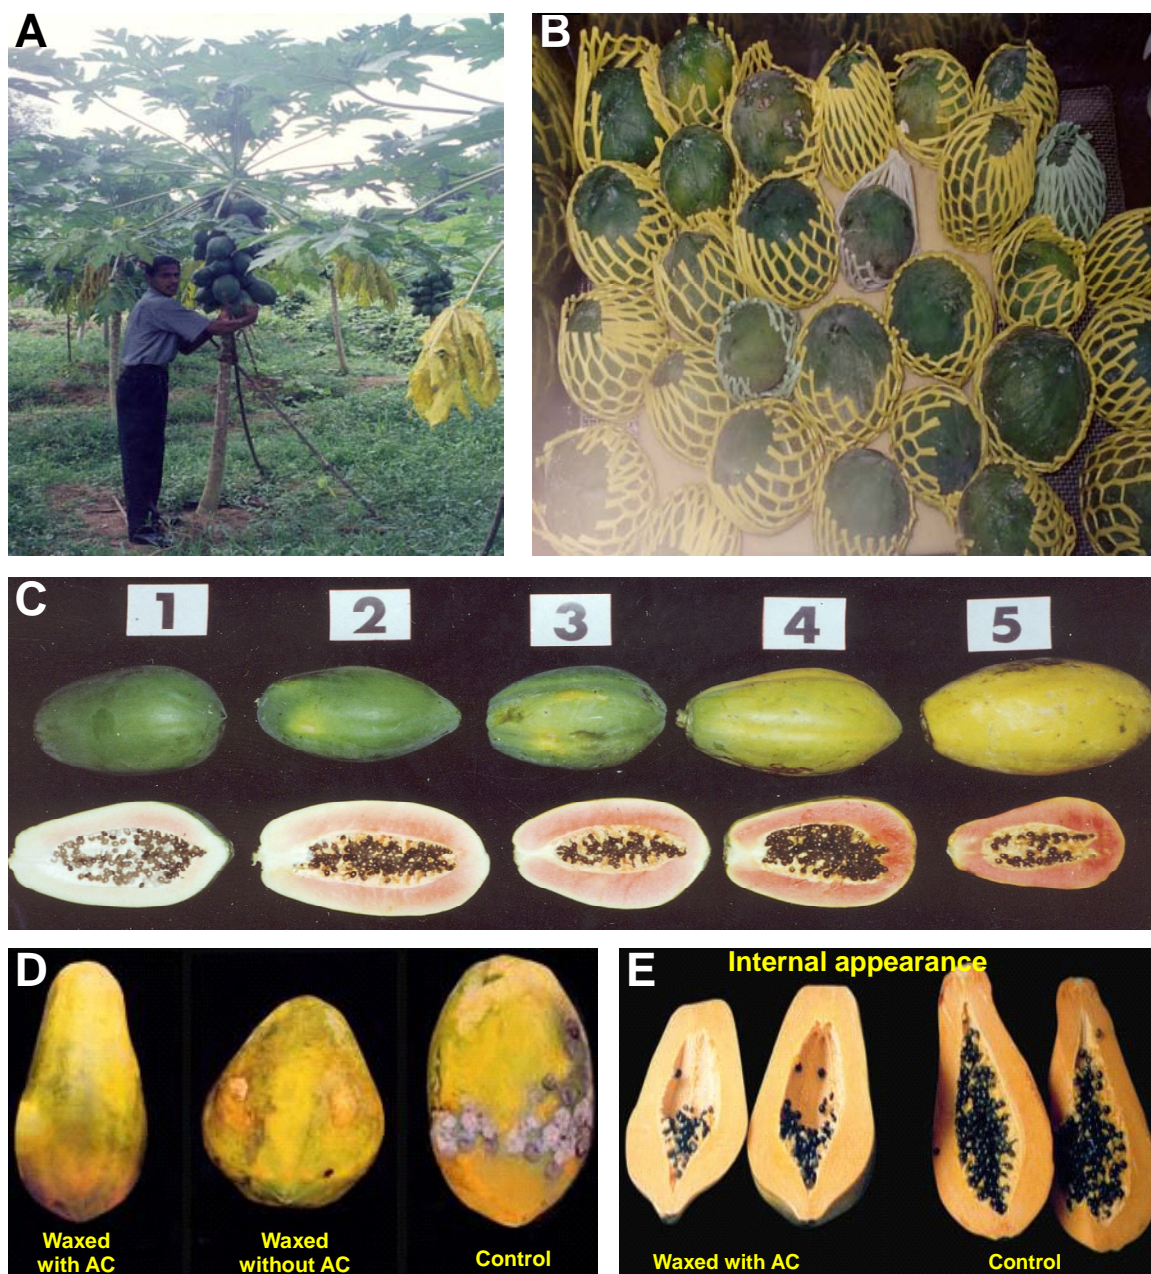 A
B
C
1
2
3
4
5
D
Waxed
with AC
Waxed
without AC
Control
E
Internal appearance
Waxed with AC
Control